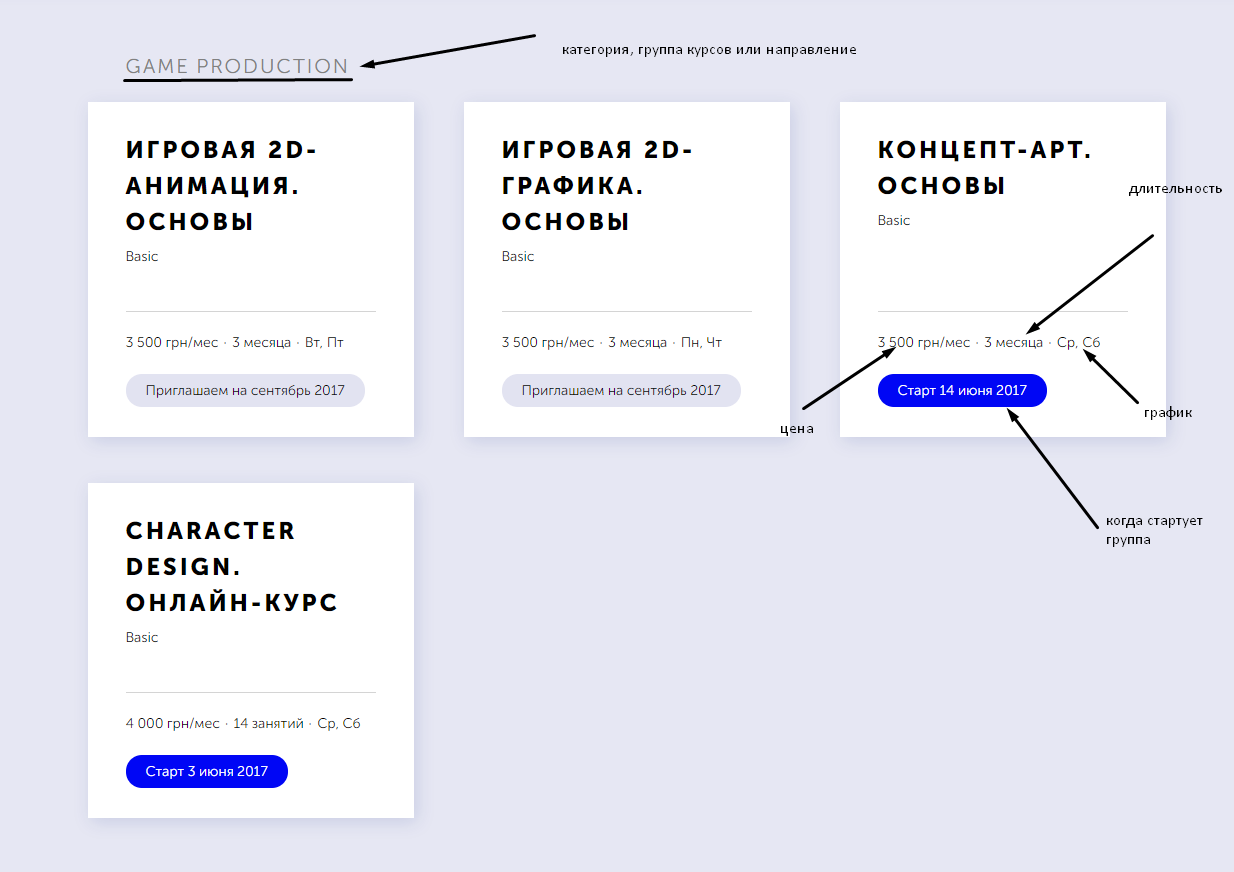 категория, группа курсов или направление
GAME PRODUCTION
ИГРОВАЯ 2D-
АНИМАЦИЯ.
ОСНОВЫ
Basic
3 500 грн/мес · 3 месяца · Вт, Пт
Приглашаем на сентябрь 2017
ИГРОВАЯ 2D-
ГРАФИКА.
ОСНОВЫ
Basic
3 500 грн/мес · 3 месяца · Пн, Чт
Приглашаем на сентябрь 2017
КОНЦЕПТ-АРТ.
ОСНОВЫ
Basic
длительность
3 500 грн/мес · 3 месяца · Ср, Сб
Старт 14 июня 2017
график
цена
когда стартует
группа
CHARACTER
DESIGN.
ОНЛАЙН-КУРС
Basic
4 000 грн/мес · 14 занятий · Ср, Сб
Старт 3 июня 2017